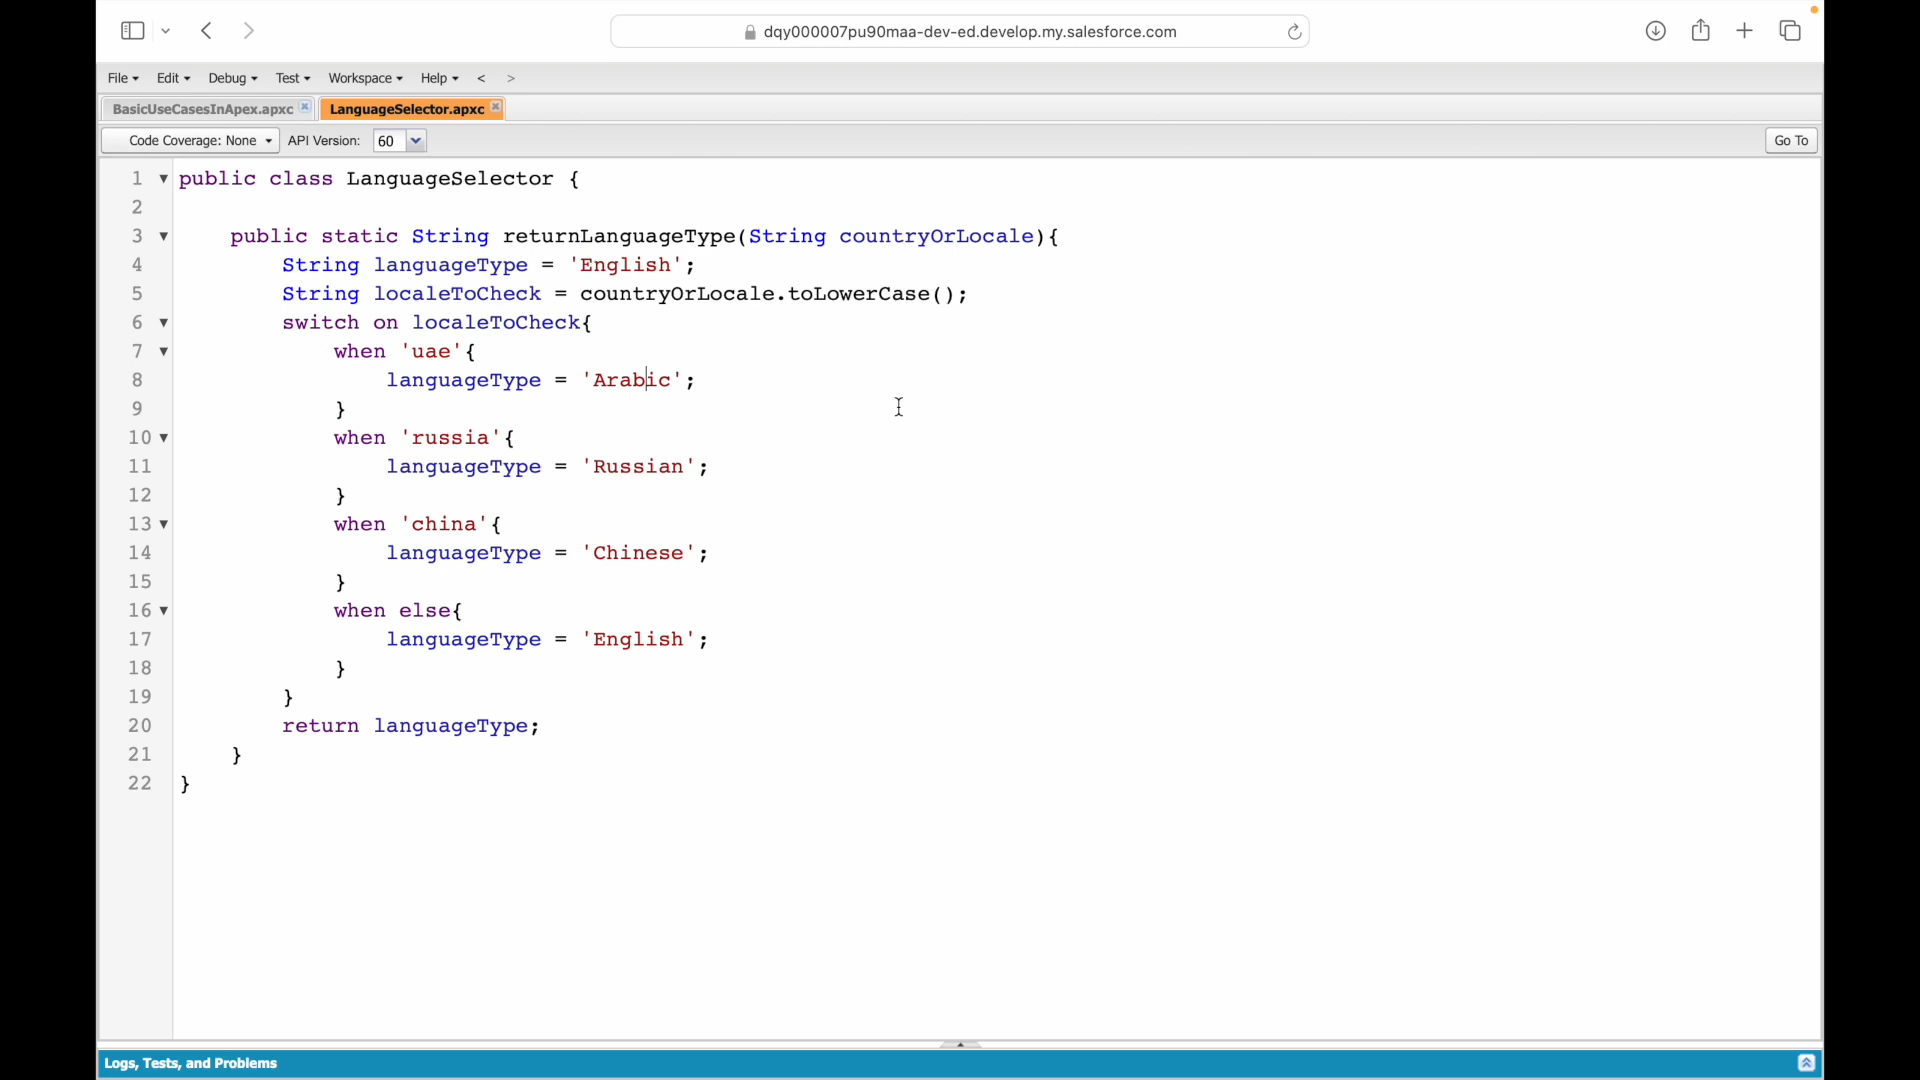 dqy000007pu90maa-dev-ed.develop.my.salesforce.com
File Edit Debug Test Workspace Help < >
BasicUseCasesInApex.apxc LanguageSelector.apxc
Code Coverage: None API Version: 60 Go To
1 public class LanguageSelector {
2
3 public static String returnLanguageType(String countryOrLocale){
4 String languageType = 'English';
5 String localeToCheck = countryOrLocale.toLowerCase();
6 switch on localeToCheck{
7 when 'uae'{
8 languageType = 'Arabic';
9 }
10 when 'russia'{
11 languageType = 'Russian';
12 }
13 when 'china'{
14 languageType = 'Chinese';
15 }
16 when else{
17 languageType = 'English';
18 }
19 }
20 return languageType;
21 }
22 }
Logs, Tests, and Problems